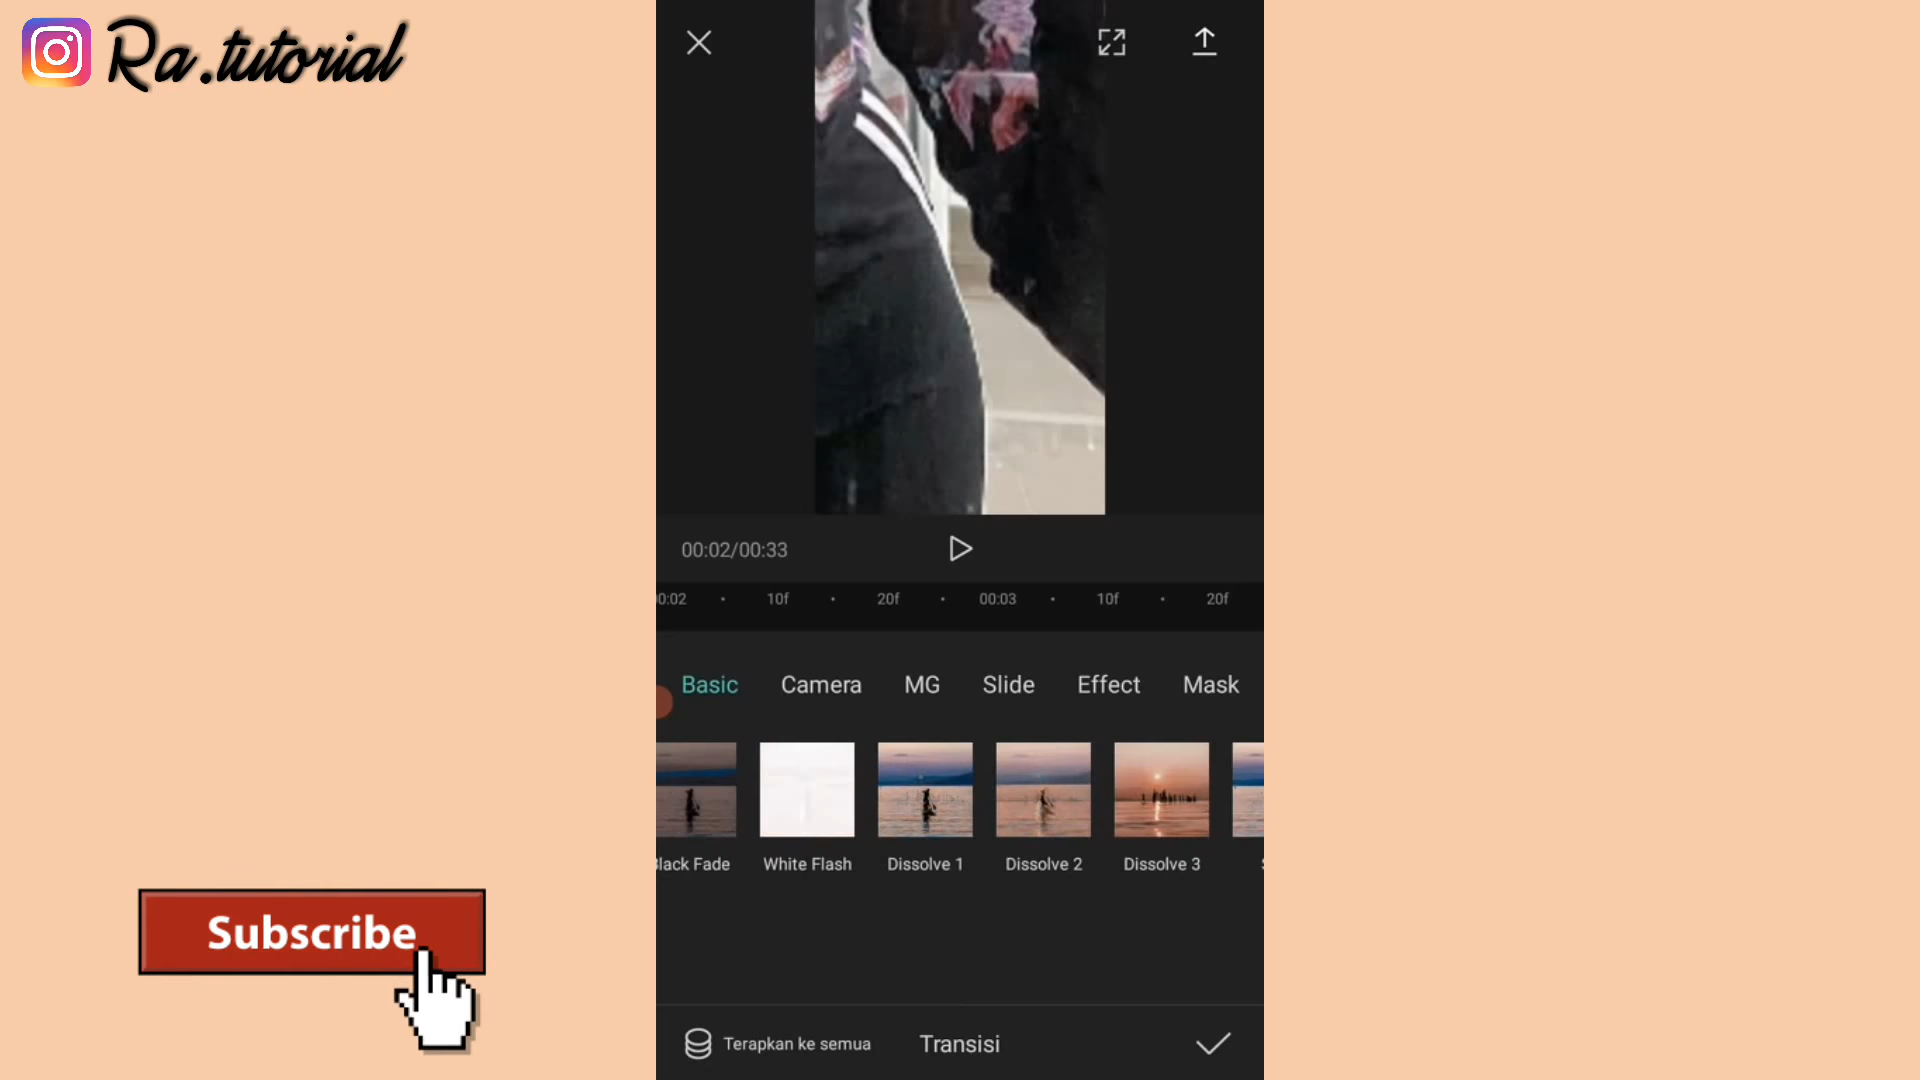 Ra.tutorial
00:02/00:33
0:02 10f 20f 00:03 10f 20f
Basic Camera MG Slide Effect Mask
lack Fade White Flash Dissolve 1 Dissolve 2 Dissolve 3
Subscribe
Terapkan ke semua Transisi